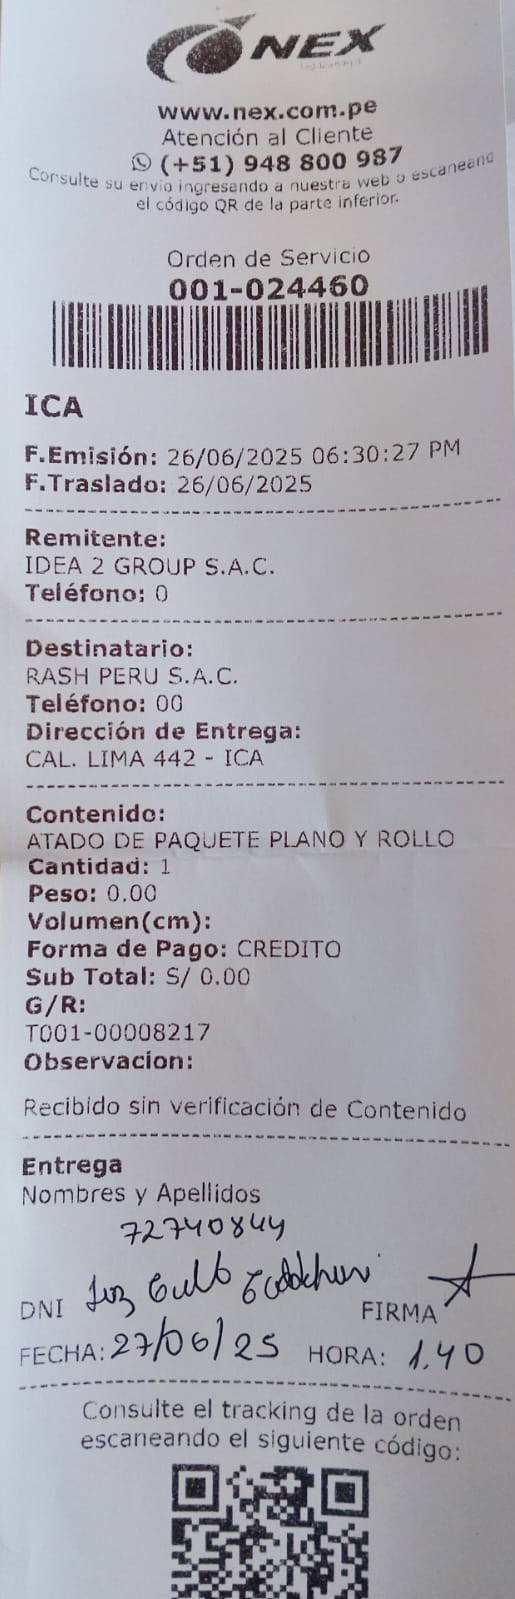 NEX
www.nex.com.pe
Atención al Cliente
(+51) 948 800 987
Consulte su envio ingresando a nuestra web o escaneand
el código QR de la parte inferior.
Orden de Servicio
001-024460
ICA
F.Emisión: 26/06/2025 06:30:27 PM
F.Traslado: 26/06/2025
Remitente:
IDEA 2 GROUP S.A.C.
Teléfono: 0
Destinatario:
RASH PERU S.A.C.
Teléfono: 00
Dirección de Entrega:
CAL. LIMA 442 - ICA
Contenido:
ATADO DE PAQUETE PLANO Y ROLLO
Cantidad: 1
Peso: 0.00
Volumen(cm):
Forma de Pago: CREDITO
Sub Total: S/ 0.00
G/R:
T001-00008217
Observacion:
Recibido sin verificación de Contenido
Entrega
Nombres y Apellidos
72740844
DNI
FIRMA
FECHA: 27/06/25 HORA: 1.40
Consulte el tracking de la orden
escaneando el siguiente código: